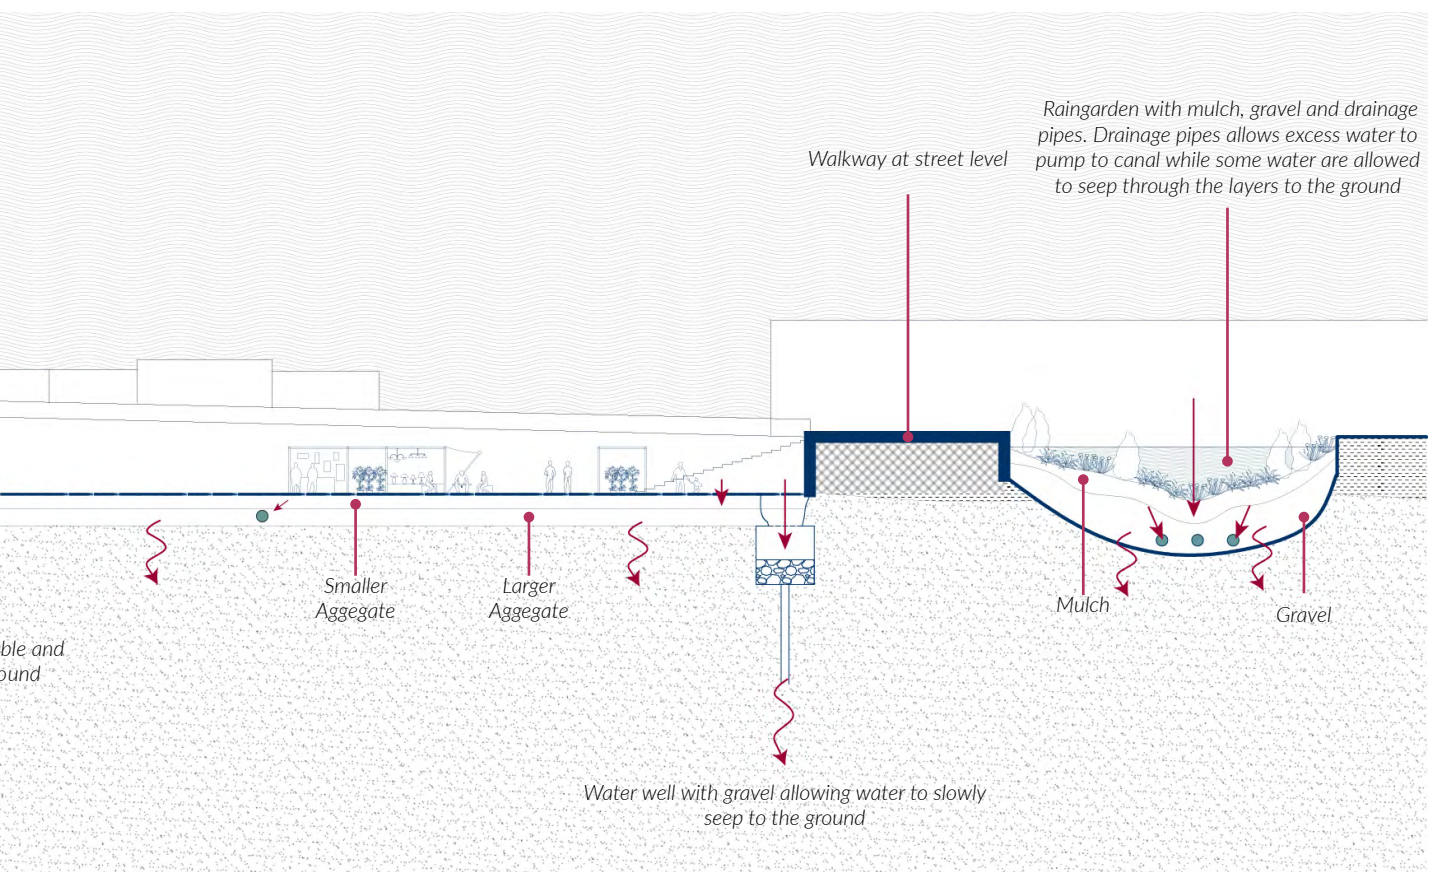 Raingarden with mulch, gravel and drainage
pipes. Drainage pipes allows excess water to
pump to canal while some water are allowed
to seep through the layers to the ground
Walkway at street level
Smaller
Aggegate
Larger
Aggegate
Mulch
Gravel
ble and
ound
Water well with gravel allowing water to slowly
seep to the ground